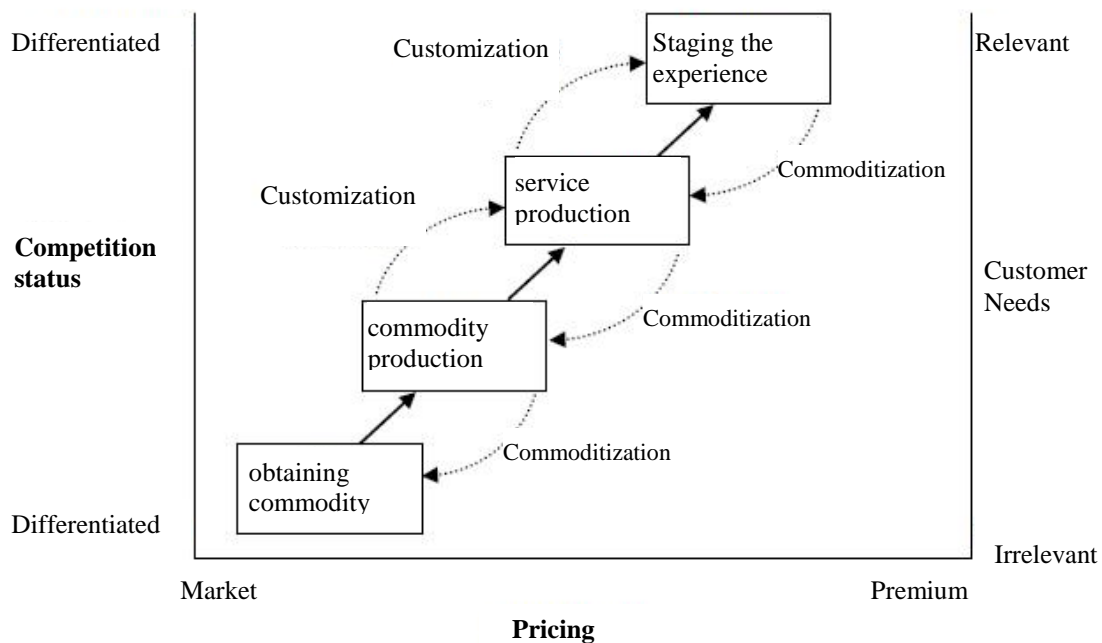 Differentiated
Customization
Staging the
experience
Relevant
Commoditization
Customization
service
production
Competition
status
Customer
Needs
Commoditization
commodity
production
Commoditization
obtaining
commodity
Differentiated
Irrelevant
Market
Premium
Pricing